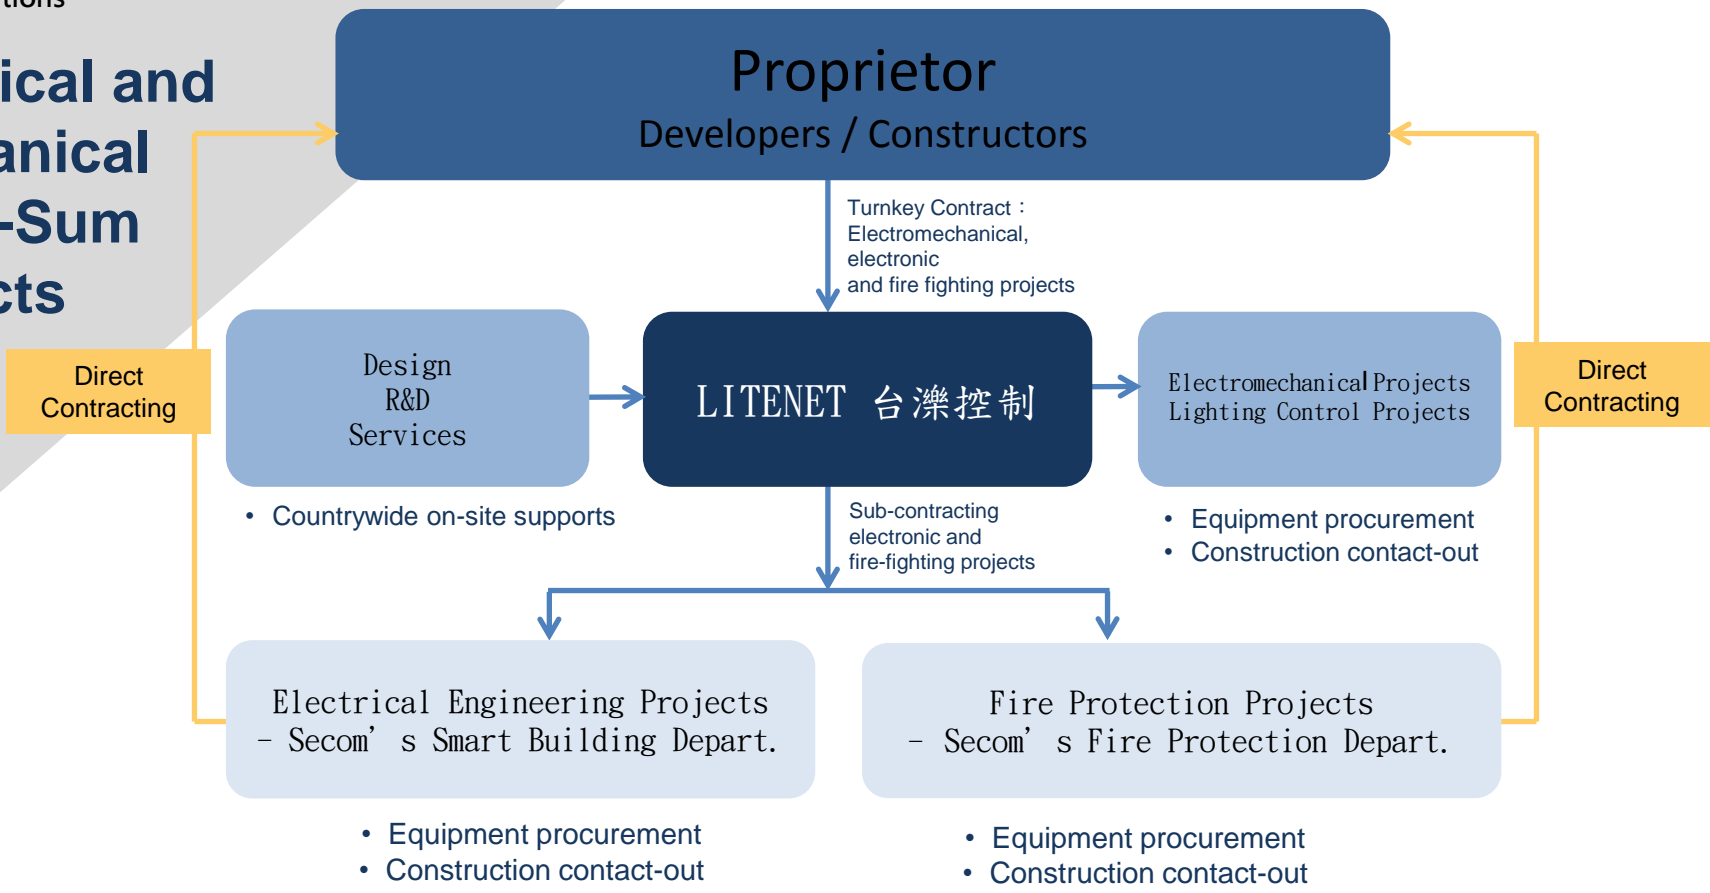 tions
ical and
anical
-Sum
cts
Proprietor
Developers / Constructors
Turnkey Contract：
Electromechanical,
electronic
and fire fighting projects
Direct
Contracting
Design
R&D
Services
LITENET 台濼控制
Electromechanical Projects
Lighting Control Projects
Direct
Contracting
• Countrywide on-site supports
Sub-contracting
electronic and
fire-fighting projects
• Equipment procurement
• Construction contact-out
Electrical Engineering Projects
- Secom’s Smart Building Depart.
Fire Protection Projects
- Secom’s Fire Protection Depart.
• Equipment procurement
• Construction contact-out
• Equipment procurement
• Construction contact-out